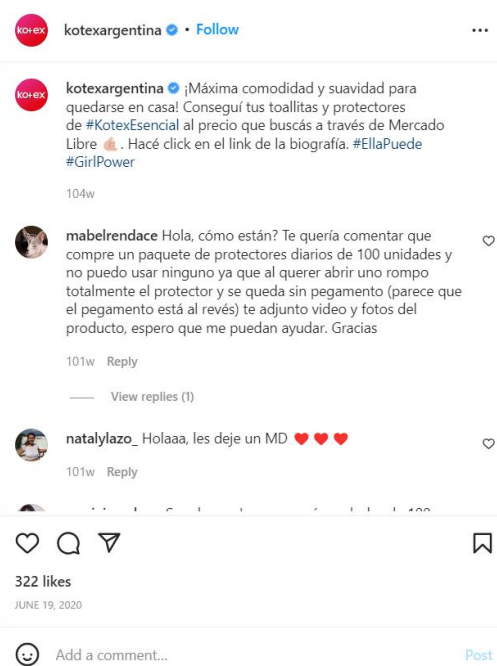 kotex
kotexargentina • Follow
kotex
kotexargentina ¡Máxima comodidad y suavidad para
quedarse en casa! Conseguí tus toallitas y protectores
de #KotexEsencial al precio que buscás a través de Mercado
Libre 🤙🏼. Hacé click en el link de la biografía. #EllaPuede
#GirlPower
104w
mabelrendace Hola, cómo están? Te quería comentar que
compre un paquete de protectores diarios de 100 unidades y
no puedo usar ninguno ya que al querer abrir uno rompo
totalmente el protector y se queda sin pegamento (parece que
el pegamento está al revés) te adjunto video y fotos del
producto, espero que me puedan ayudar. Gracias
101w Reply
View replies (1)
natalylazo_ Holaaa, les deje un MD ❤️ ❤️ ❤️
101w Reply
322 likes
JUNE 19, 2020
Add a comment...
Post